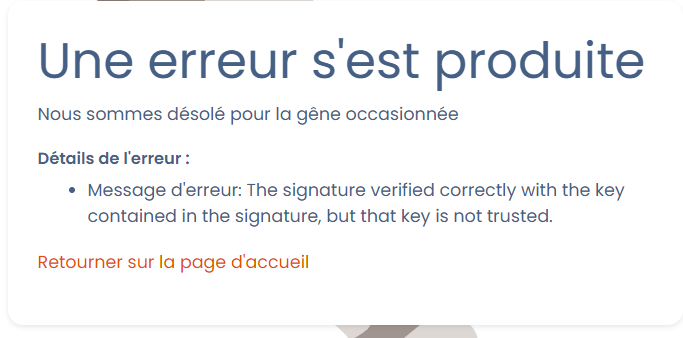 Une erreur s'est produite
Nous sommes désolé pour la gêne occasionnée
Détails de l'erreur :
• Message d'erreur: The signature verified correctly with the key
contained in the signature, but that key is not trusted.
Retourner sur la page d'accueil